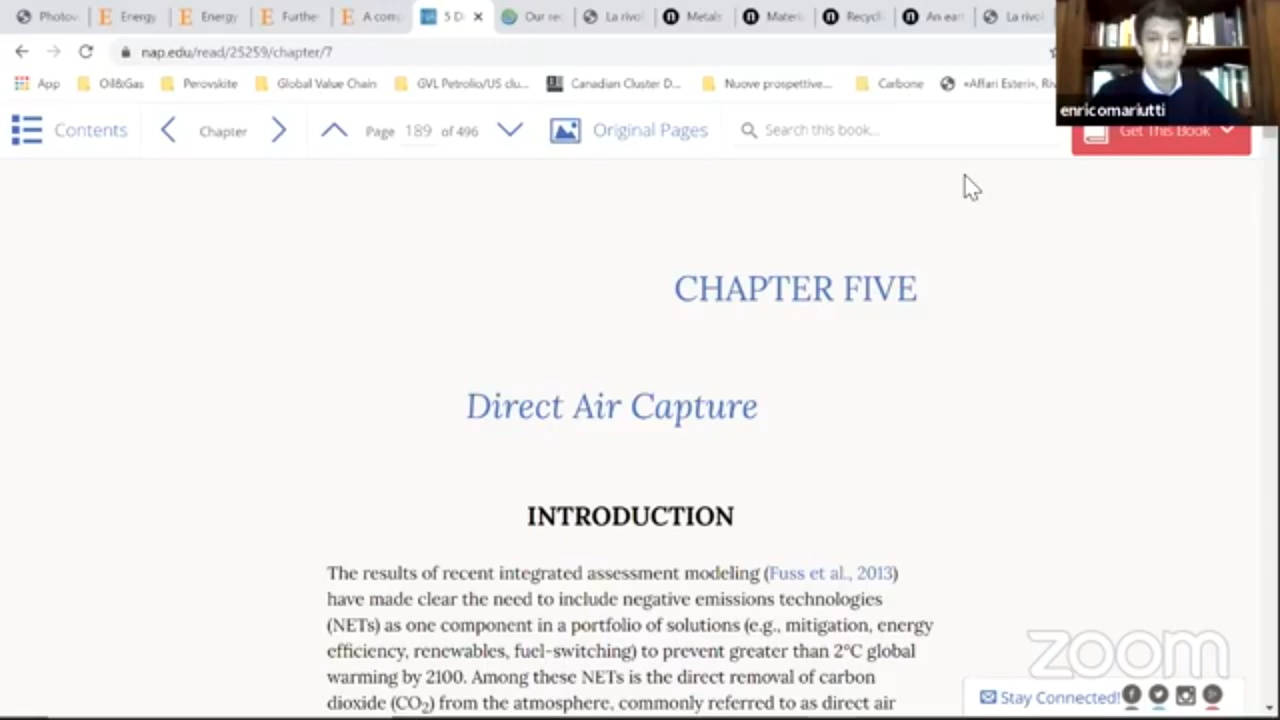 Photov
Energy
Energy
Furthe
A com
5 D
Our rec
La rivol
Metals
Materi
Recycli
An eart
La rivol
nap.edu/read/25259/chapter/7
App
Oil&Gas
Perovskite
Global Value Chain
GVL Petrolio/US clu...
Canadian Cluster D...
Nuove prospettive...
Carbone
«Affari Esteri», Riv
enricomariutti
Contents
Chapter
Page 189 of 496
Original Pages
Search this book...
Get This Book
CHAPTER FIVE
Direct Air Capture
INTRODUCTION
The results of recent integrated assessment modeling (Fuss et al., 2013)
have made clear the need to include negative emissions technologies
(NETs) as one component in a portfolio of solutions (e.g., mitigation, energy
efficiency, renewables, fuel-switching) to prevent greater than 2°C global
warming by 2100. Among these NETs is the direct removal of carbon
dioxide (CO₂) from the atmosphere, commonly referred to as direct air
zoom
Stay Connected!